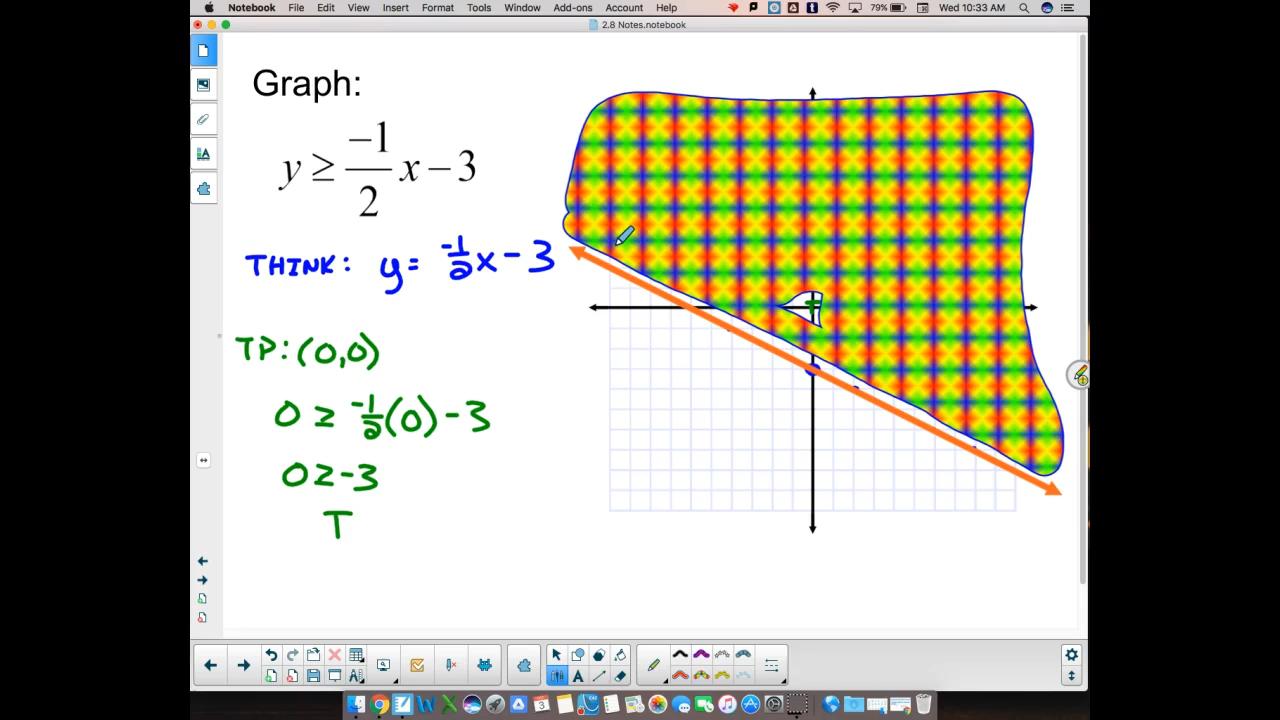 Notebook File Edit View Insert Format Tools Window Add-ons Account Help 79% Wed 10:33 AM
2.8 Notes.notebook
Graph:
y ≥ -1/2 x - 3
THINK: y = -1/2 x - 3
TP: (0,0)
0 ≥ -1/2 (0) - 3
0 ≥ -3
T